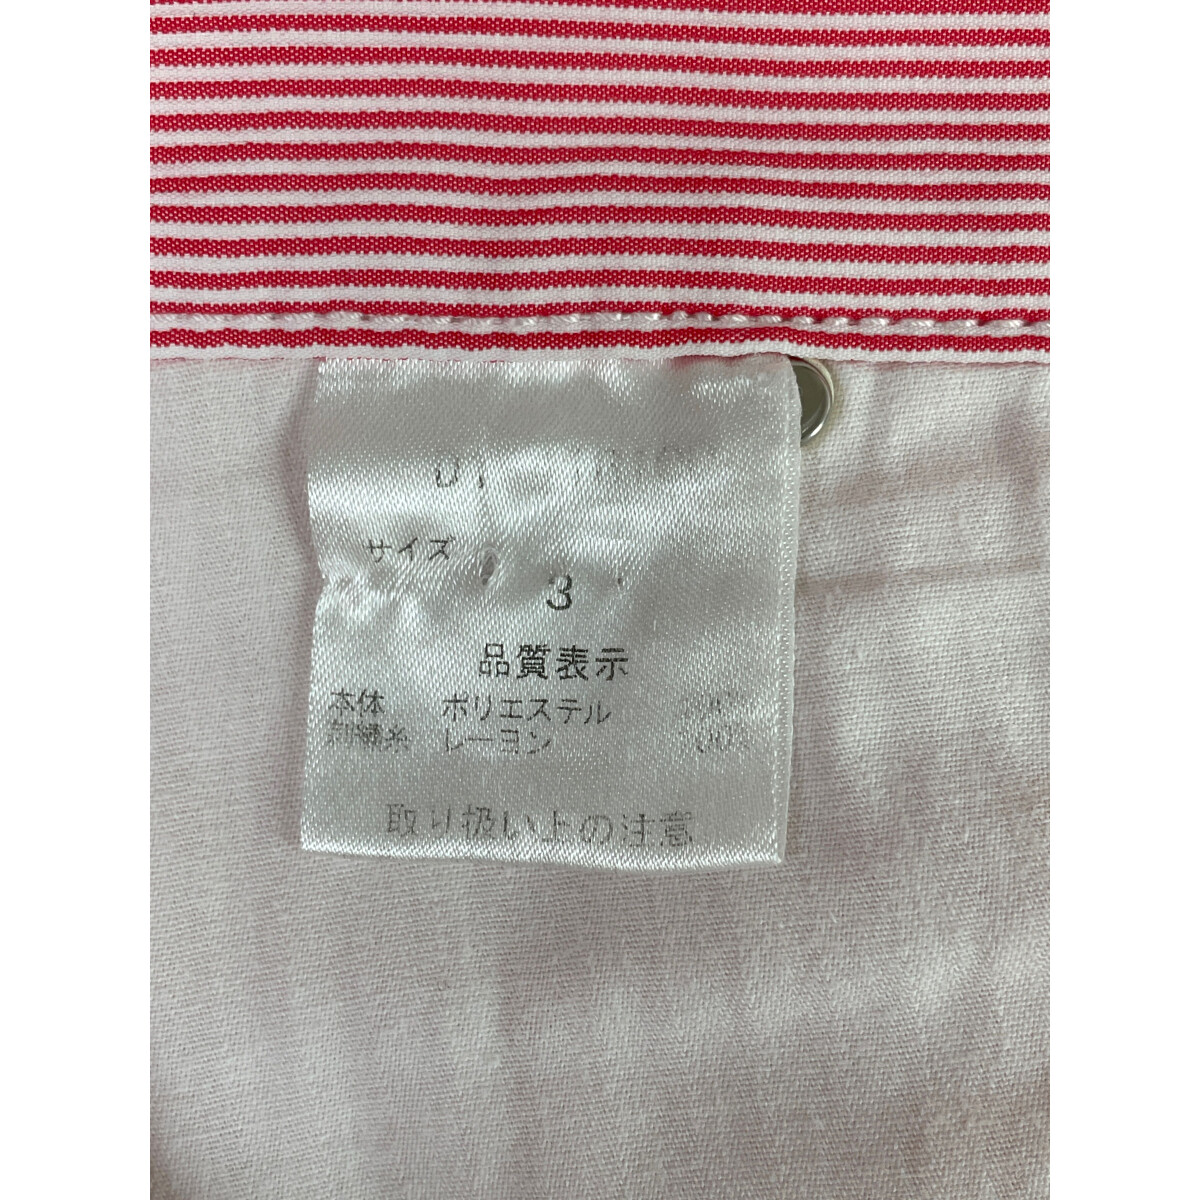 サイズ
3
品質表示
本体 ポリエステル
刺繍糸 レーヨン
取り扱い上の注意